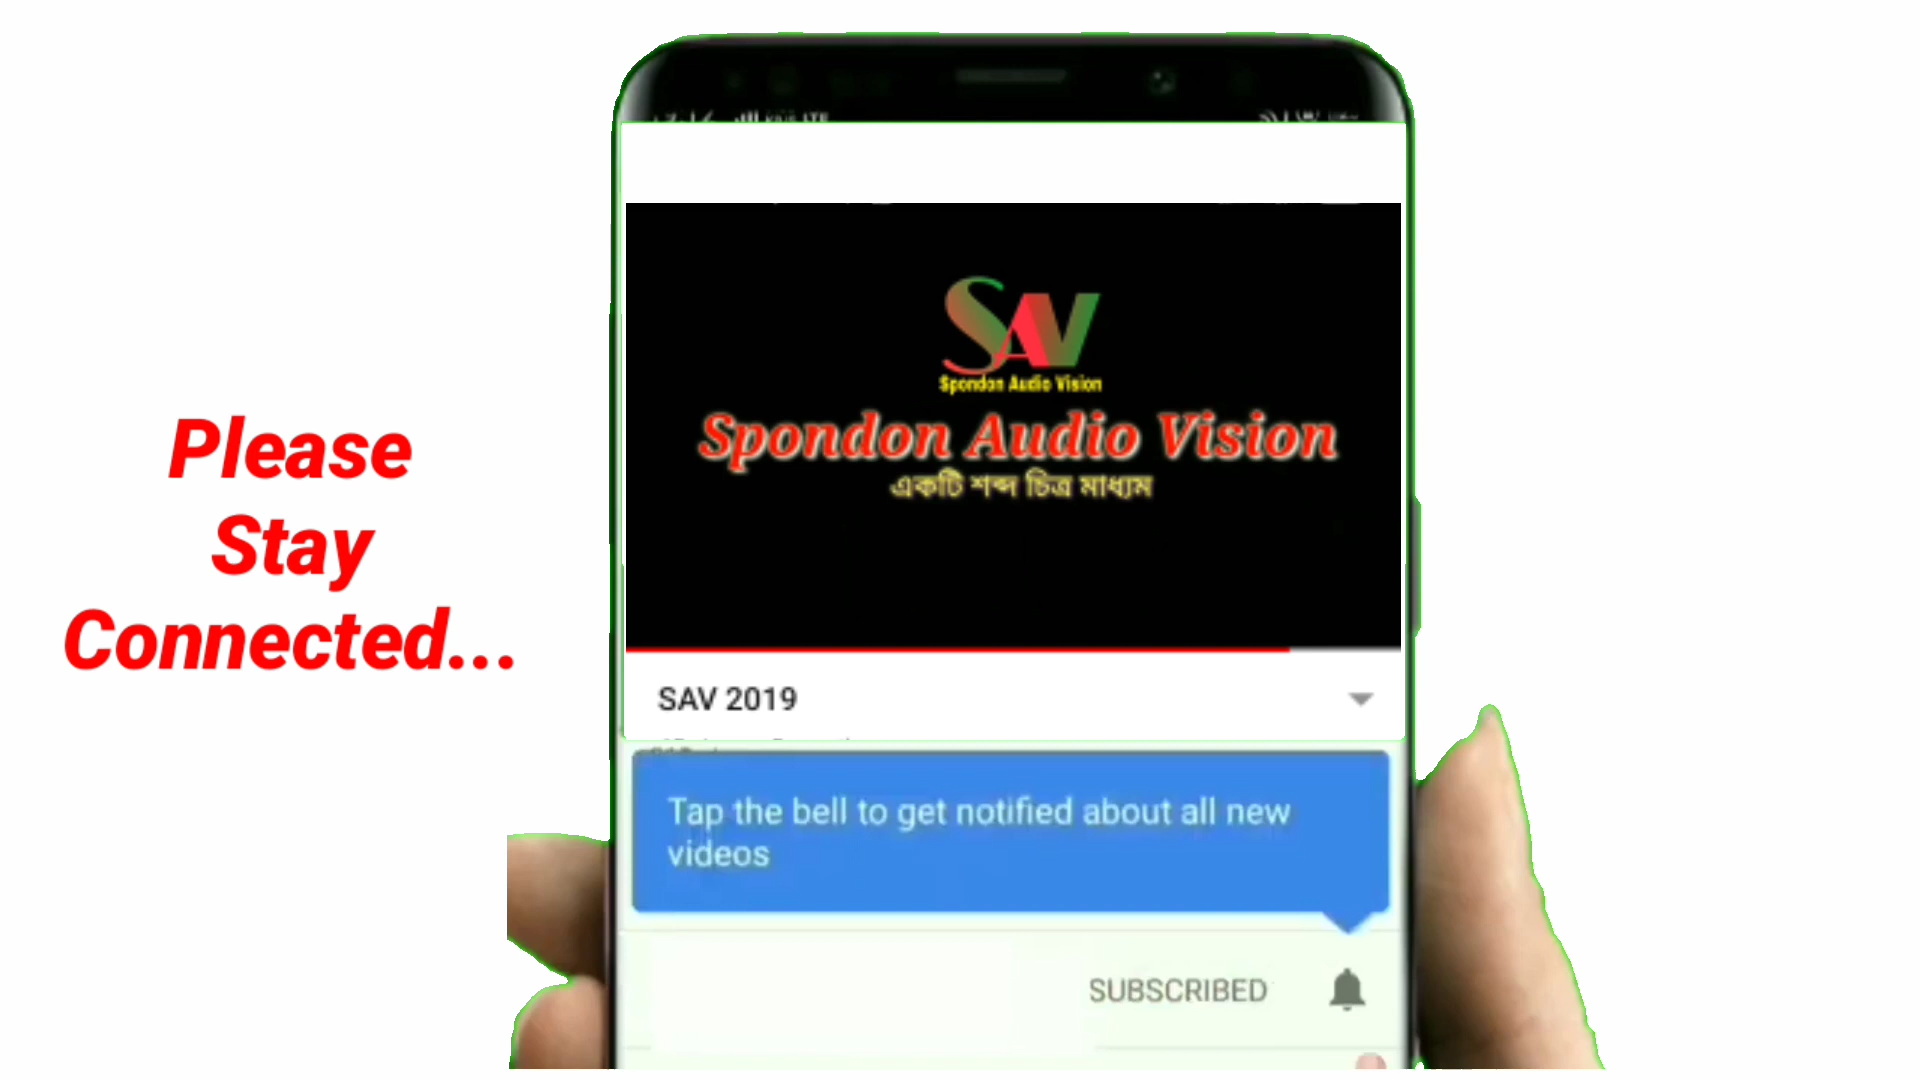 Please
Stay
Connected...
SAV
Spondon Audio Vision
Spondon Audio Vision
একটি শব্দ চিত্র মাধ্যম
SAV 2019
Tap the bell to get notified about all new
videos
SUBSCRIBED